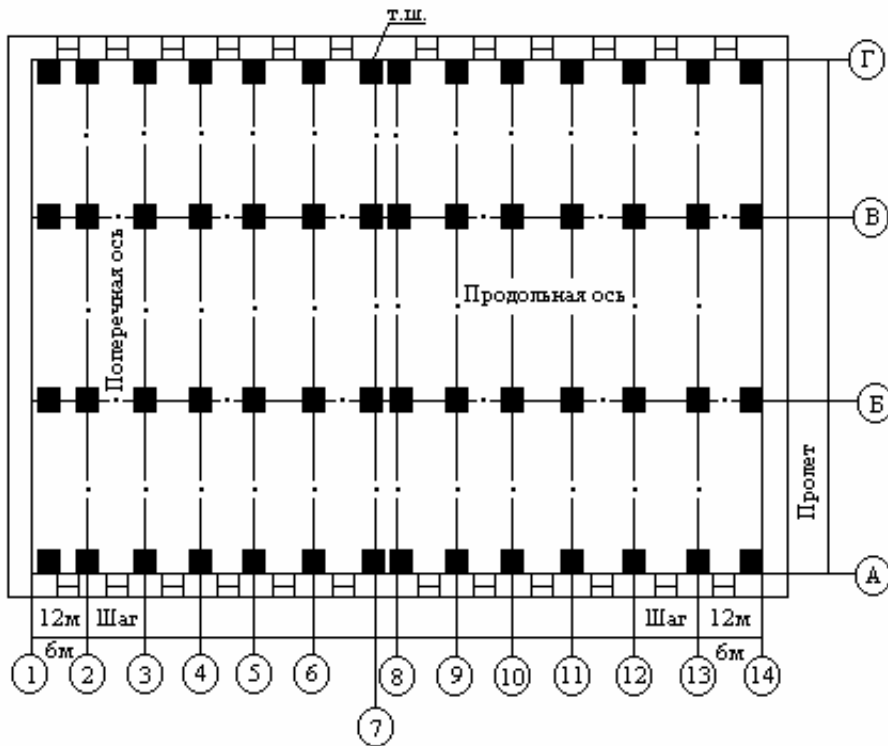 т.ш.
Г
В
Поперечная ось
Продольная ось
Б
Пролет
А
12м Шаг Шаг 12м
6м 6м
1 2 3 4 5 6 8 9 10 11 12 13 14
7